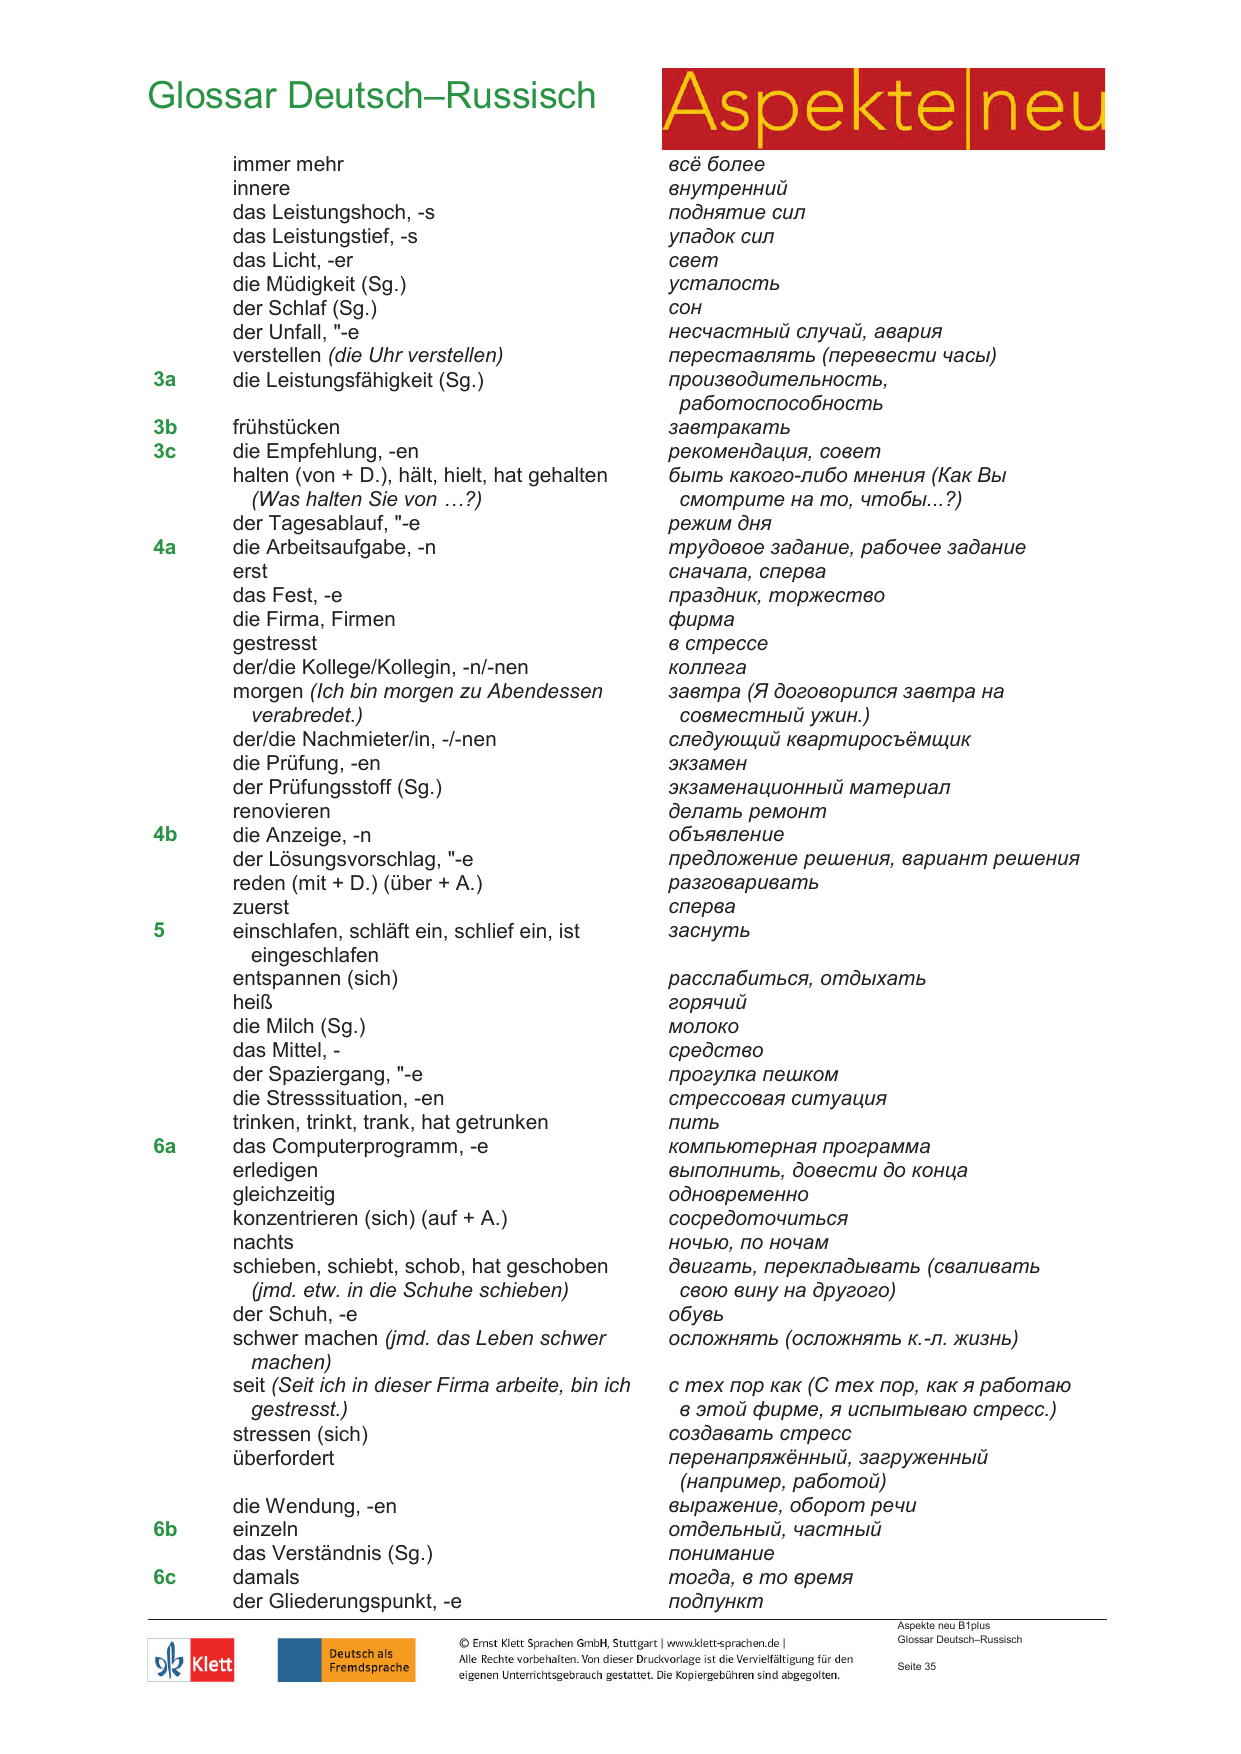 Glossar Deutsch–Russisch
Aspekte|neu
immer mehr всё более
innere внутренний
das Leistungshoch, -s поднятие сил
das Leistungstief, -s упадок сил
das Licht, -er свет
die Müdigkeit (Sg.) усталость
der Schlaf (Sg.) сон
der Unfall, "-e несчастный случай, авария
verstellen (die Uhr verstellen) переставлять (перевести часы)
3a die Leistungsfähigkeit (Sg.) производительность,
работоспособность
3b frühstücken завтракать
3c die Empfehlung, -en рекомендация, совет
halten (von + D.), hält, hielt, hat gehalten быть какого-либо мнения (Как Вы
(Was halten Sie von …?) смотрите на то, чтобы...?)
der Tagesablauf, "-e режим дня
4a die Arbeitsaufgabe, -n трудовое задание, рабочее задание
erst сначала, сперва
das Fest, -e праздник, торжество
die Firma, Firmen фирма
gestresst в стрессе
der/die Kollege/Kollegin, -n/-nen коллега
morgen (Ich bin morgen zu Abendessen завтра (Я договорился завтра на
verabredet.) совместный ужин.)
der/die Nachmieter/in, -/-nen следующий квартиросъёмщик
die Prüfung, -en экзамен
der Prüfungsstoff (Sg.) экзаменационный материал
renovieren делать ремонт
4b die Anzeige, -n объявление
der Lösungsvorschlag, "-e предложение решения, вариант решения
reden (mit + D.) (über + A.) разговаривать
zuerst сперва
5 einschlafen, schläft ein, schlief ein, ist заснуть
eingeschlafen
entspannen (sich) расслабиться, отдыхать
heiß горячий
die Milch (Sg.) молоко
das Mittel, - средство
der Spaziergang, "-e прогулка пешком
die Stresssituation, -en стрессовая ситуация
trinken, trinkt, trank, hat getrunken пить
6a das Computerprogramm, -e компьютерная программа
erledigen выполнить, довести до конца
gleichzeitig одновременно
konzentrieren (sich) (auf + A.) сосредоточиться
nachts ночью, по ночам
schieben, schiebt, schob, hat geschoben двигать, перекладывать (сваливать
(jmd. etw. in die Schuhe schieben) свою вину на другого)
der Schuh, -e обувь
schwer machen (jmd. das Leben schwer осложнять (осложнять к.-л. жизнь)
machen)
seit (Seit ich in dieser Firma arbeite, bin ich с тех пор как (С тех пор, как я работаю
gestresst.) в этой фирме, я испытываю стресс.)
stressen (sich) создавать стресс
überfordert перенапряжённый, загруженный
(например, работой)
die Wendung, -en выражение, оборот речи
6b einzeln отдельный, частный
das Verständnis (Sg.) понимание
6c damals тогда, в то время
der Gliederungspunkt, -e подпункт
Klett
Deutsch als
Fremdsprache
© Ernst Klett Sprachen GmbH, Stuttgart | www.klett-sprachen.de |
Alle Rechte vorbehalten. Von dieser Druckvorlage ist die Vervielfältigung für den
eigenen Unterrichtsgebrauch gestattet. Die Kopiergebühren sind abgegolten.
Aspekte neu B1plus
Glossar Deutsch–Russisch
Seite 35